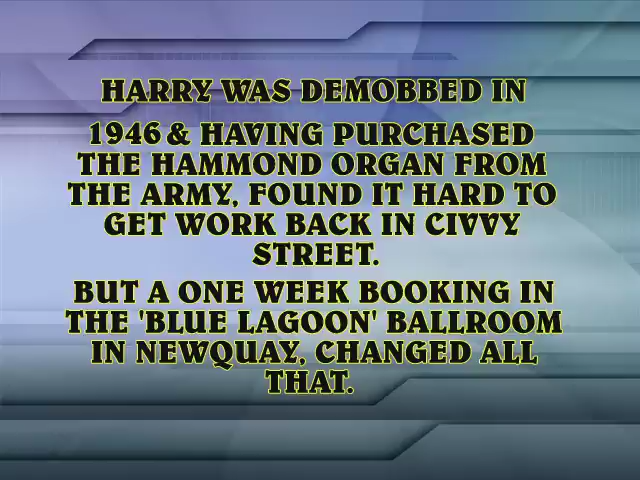 HARRY WAS DEMOBBED IN
1946 & HAVING PURCHASED
THE HAMMOND ORGAN FROM
THE ARMY, FOUND IT HARD TO
GET WORK BACK IN CIVVY
STREET.
BUT A ONE WEEK BOOKING IN
THE 'BLUE LAGOON' BALLROOM
IN NEWQUAY, CHANGED ALL
THAT.